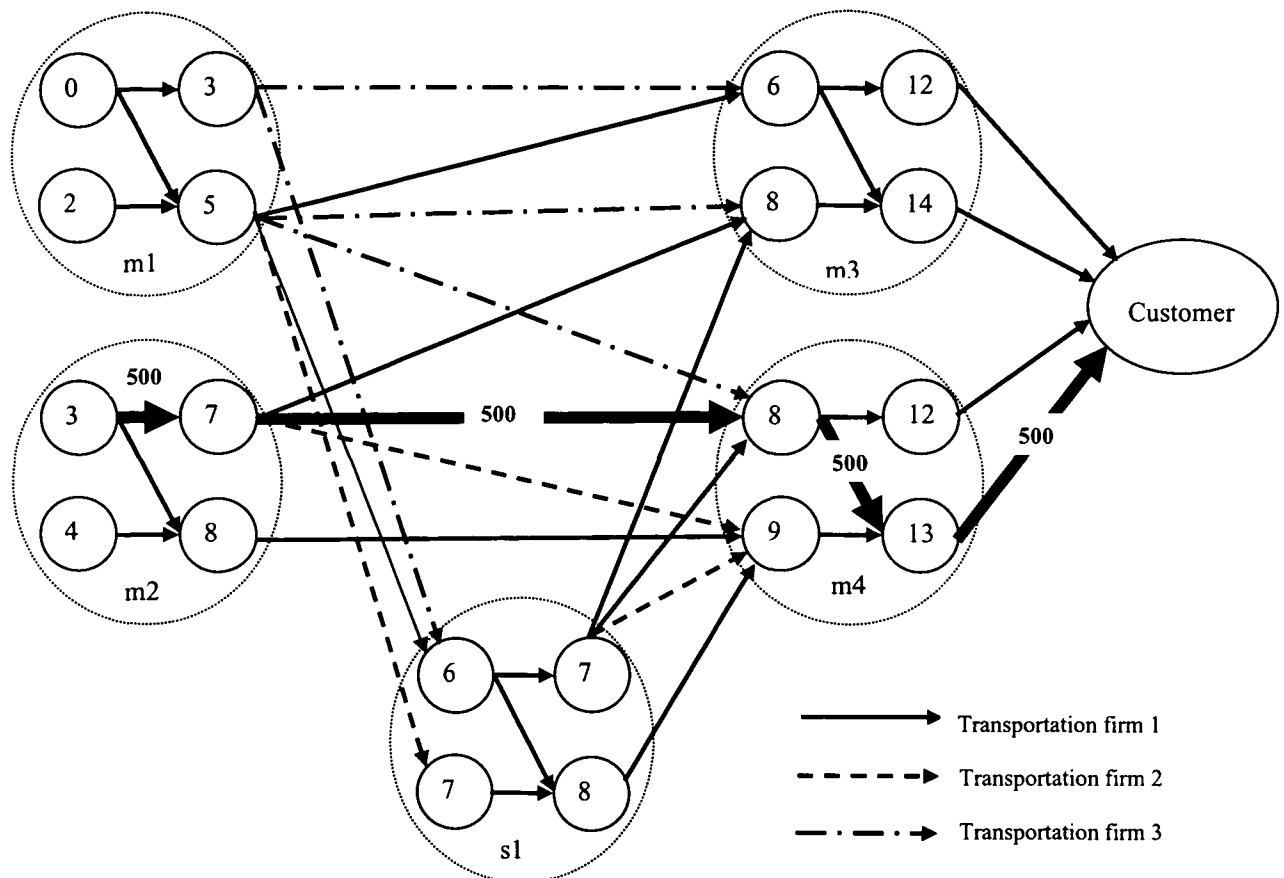 0
3
6
12
2
5
8
14
m1
m3
Customer
500
3
7
500
8
12
500
500
4
8
9
13
m2
m4
6
7
7
8
s1
Transportation firm 1
Transportation firm 2
Transportation firm 3